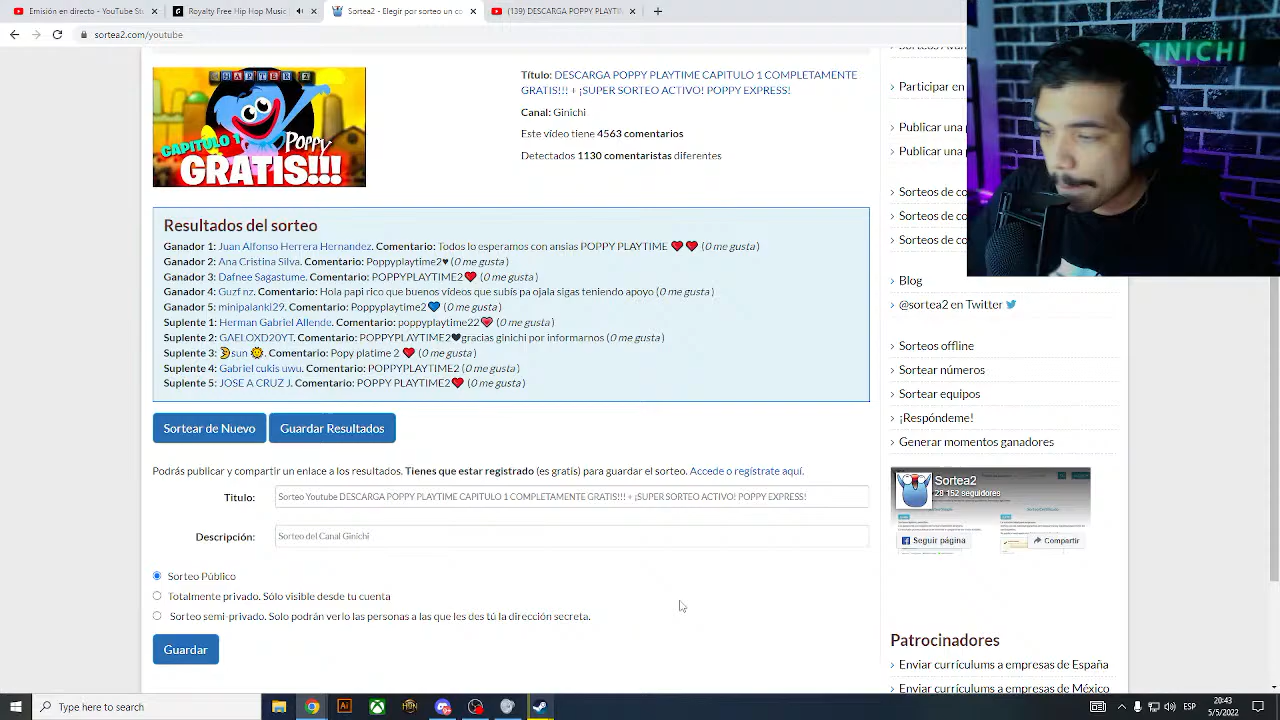 Emisión en directo - YouTube St
Royalty Free Hip Hop Music
Sortea2 - Elegir por sorteo un co
(139) DESCARGA POPPY PLAYTIM
sortea2.com/youtube
GINICHI
CAPITULO 1
POPPY
GRATIS!!!
Título: DESCARGA POPPY PLAYTIME CAPITULO 1 COMPLETAMENTE
GRATIS!!! + ¡SUPER SORTEO ACTIVO! POPPY EXPRESS!
Canal: Ginichi
Este vídeo tiene 4563 comentarios
Detectados 1130 comentaristas diferentes
Resultados del sorteo
Ganador 1: Juan Alfonso Herrera Hernandez. Comentario: Todos lo esperamos con ansias POPPY PLAYTIME ❤️ ❤️ (0 me gusta)
Ganador 2: Ana Cristina Silva. Comentario: Poppyplaytime2♥ (0 me gusta)
Ganador 3: Dafnee Sagastume. Comentario: POPPYPLAYTIME2❤️ (0 me gusta)
Ganador 4: Guzf nz. Comentario: Hola papu que buenos vídeos que subís pa ojala sigas teniendo apollo (0 me gusta)
Ganador 5: minipalanki29. Comentario: Poppyplaytime2💙 (0 me gusta)
Suplente 1: Herman Gabriel Allende. Comentario: poppyplaytime22❤️ (0 me gusta)
Suplente 2: GAELOXD20YT. Comentario: POPPYPLAYTIME2🖤gracias ginichi por informarnos (0 me gusta)
Suplente 3: 🌛sun 🌞. Comentario: Popy platime 2 ❤️ (0 me gusta)
Suplente 4: Gabriel cukis uwu. Comentario: POPPYPLAYTIME2 (0 me gusta)
Suplente 5: JOSE A CRUZ J. Comentario: POPPY PLAYTIME2❤️ (0 me gusta)
Sortear de Nuevo
Guardar Resultados
Podrás publicar y compartir un enlace a los resultados. Tienes que estar registrado (es gratis) para guardar el sorteo. Accede o regístrate aquí.
Título:
Sorteo Youtube DESCARGA POPPY PLAYTIME CAPITULO 1 COMPLETAMENTE GRATIS!!! + ¡SUPER SORTEO ACTIVO! POPPY EXPRESS!
Descripción:
Sorteo en el canal Ginichi
Sorteo Público
Totalmente privado. Sólo visible desde tu cuenta
Sorteo semi-privado. Solo podrán verlo las personas a las que les des tú la dirección secreta.
Guardar
Participar en
Publicar una
Publicar una
Sorteos de co
Sorteo de co
Sorteo de co
Blog
@sortea2 en Twitter
Sorteos offline
Sortear números
Sortear equipos
¡Respóndeme!
Generar momentos ganadores
Sortea2
28 152 seguidores
Seguir página
Compartir
Patrocinadores
Enviar currículums a empresas de España
Enviar currículums a empresas de México
Type here to search
ESP
20:43
5/5/2022